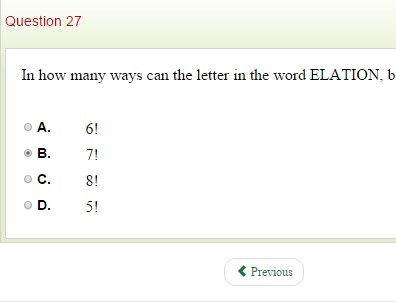 Question 27
In how many ways can the letter in the word ELATION, b
A. 6!
B. 7!
C. 8!
D. 5!
Previous